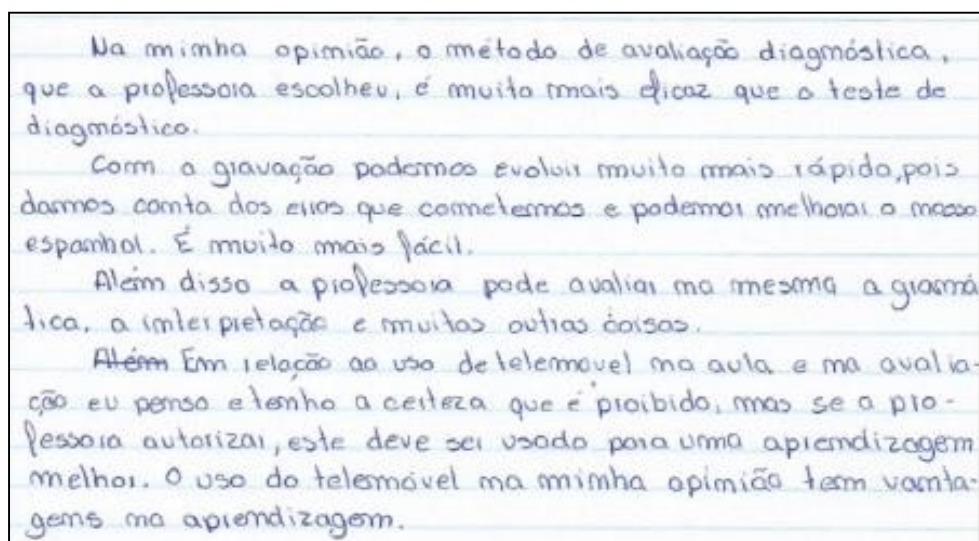 Na minha opinião, o método de avaliação diagnóstica,
que a professora escolheu, é muito mais eficaz que o teste de
diagnóstico.
Com a gravação podemos evoluir muito mais rápido, pois
damos conta dos erros que cometemos e podemos melhorar o nosso
espanhol. É muito mais fácil.
Além disso a professora pode avaliar na mesma a gramá
tica, a interpretação e muitas outras coisas.
Além Em relação ao uso de telemovel na aula e na avalia-
ção eu penso e tenho a certeza que é proibido, mas se a pro-
fessora autorizar, este deve ser usado para uma aprendizagem
melhor. O uso do telemóvel na minha opinião tem vanta-
gens na aprendizagem.